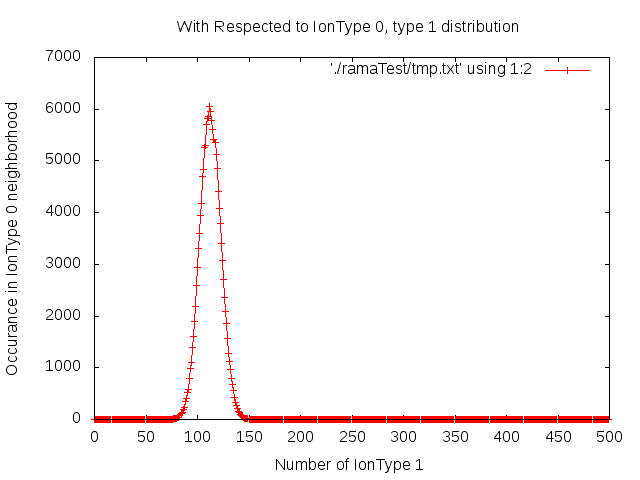 With Respected to IonType 0, type 1 distribution
'./ramaTest/tmp.txt' using 1:2
7000
6000
5000
4000
3000
2000
1000
0
Occurance in IonType 0 neighborhood
0 50 100 150 200 250 300 350 400 450 500
Number of IonType 1